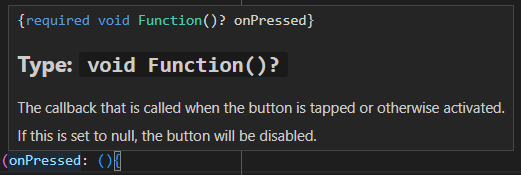 {required void Function()? onPressed}
Type: void Function()?
The callback that is called when the button is tapped or otherwise activated.
If this is set to null, the button will be disabled.
(onPressed: (){